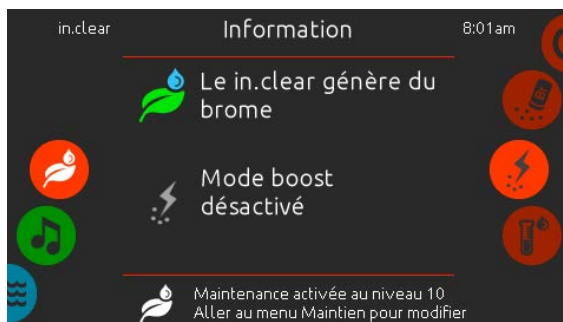 in.clear
Information
8:01am
Le in.clear génère du
brome
Br
Mode boost
désactivé
Maintenance activée au niveau 10
Aller au menu Maintien pour modifier